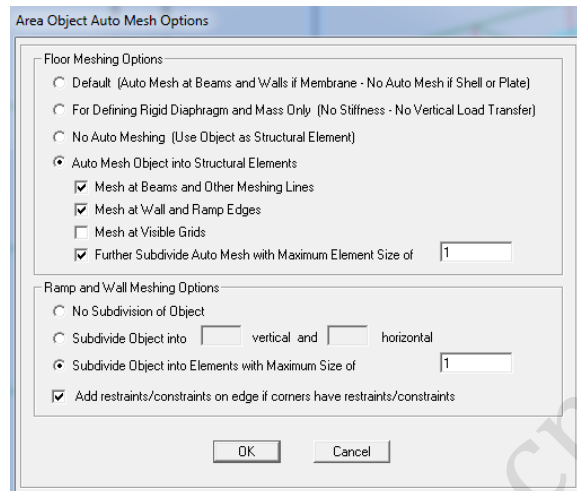 Area Object Auto Mesh Options
Floor Meshing Options
Default (Auto Mesh at Beams and Walls if Membrane - No Auto Mesh if Shell or Plate)
For Defining Rigid Diaphragm and Mass Only (No Stiffness - No Vertical Load Transfer)
No Auto Meshing (Use Object as Structural Element)
Auto Mesh Object into Structural Elements
Mesh at Beams and Other Meshing Lines
Mesh at Wall and Ramp Edges
Mesh at Visible Grids
Further Subdivide Auto Mesh with Maximum Element Size of 1
Ramp and Wall Meshing Options
No Subdivision of Object
Subdivide Object into vertical and horizontal
Subdivide Object into Elements with Maximum Size of 1
Add restraints/constraints on edge if corners have restraints/constraints
OK Cancel